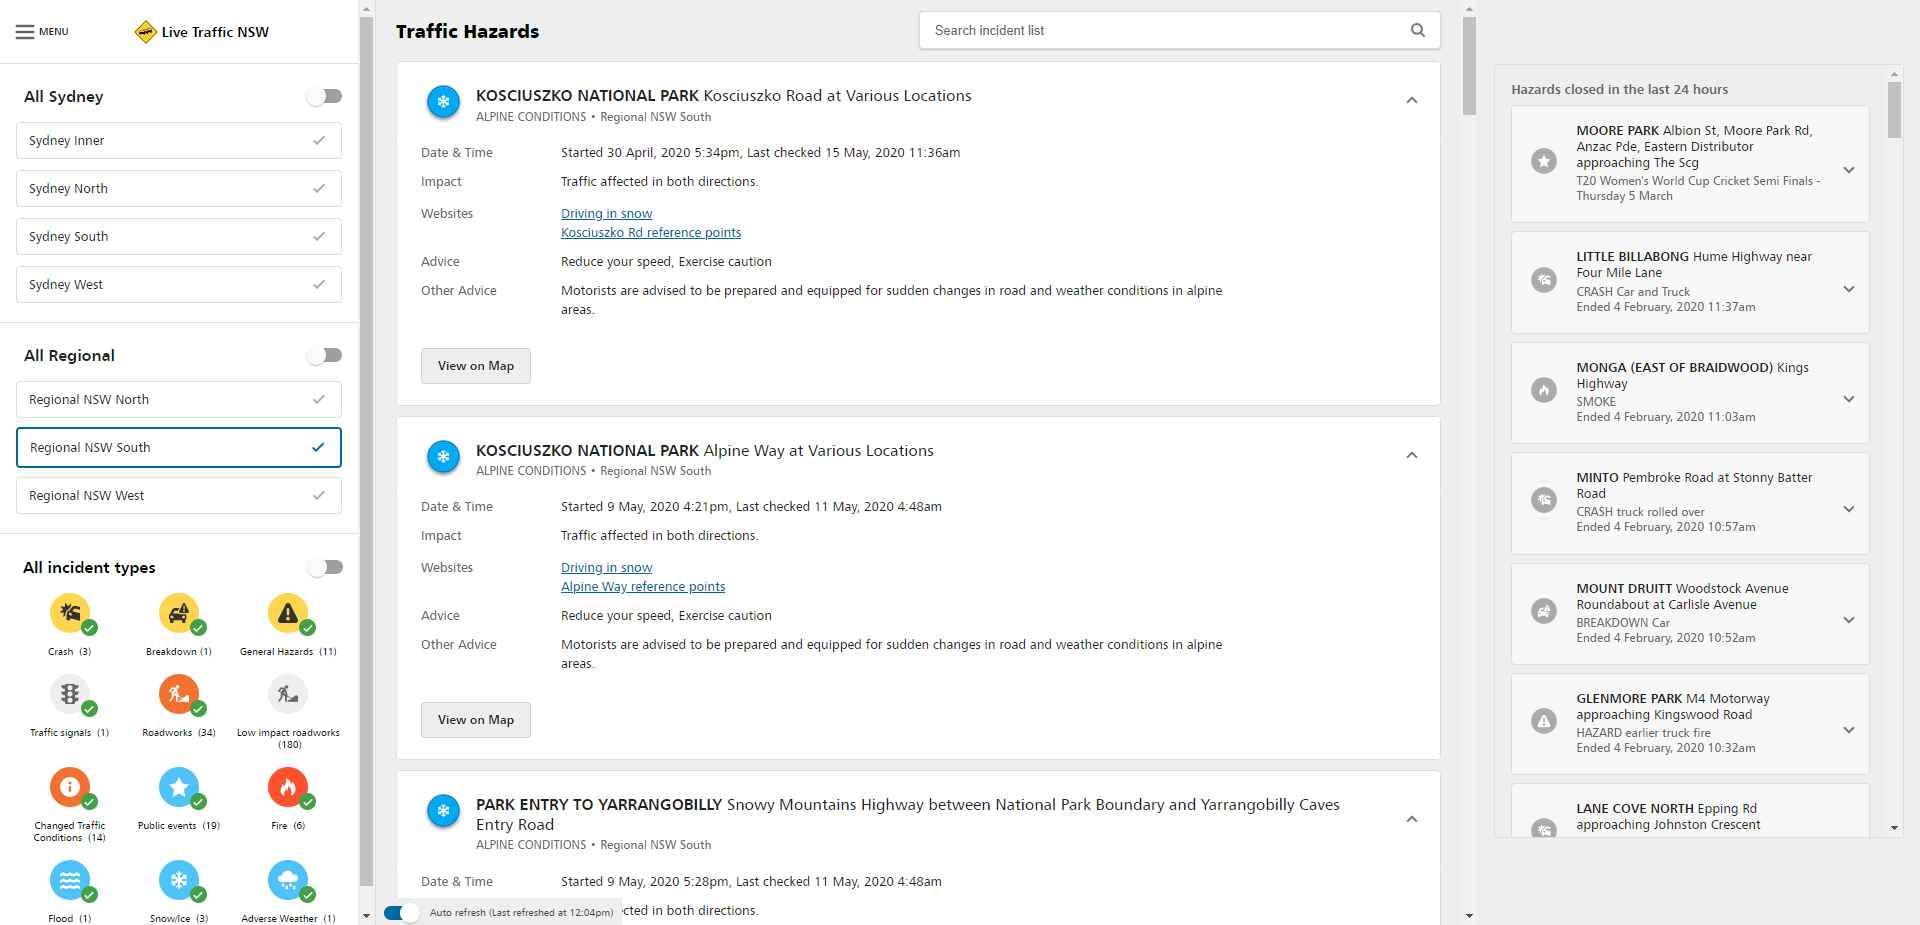 MENU
Live Traffic NSW
All Sydney
Sydney Inner
Sydney North
Sydney South
Sydney West
All Regional
Regional NSW North
Regional NSW South
Regional NSW West
All incident types
Crash (3)
Breakdown (1)
General Hazards (11)
Traffic signals (1)
Roadworks (34)
Low impact roadworks
(180)
Changed Traffic
Conditions (14)
Public events (19)
Fire (6)
Flood (1)
Snow/Ice (3)
Adverse Weather (1)
Traffic Hazards
Search incident list
KOSCIUSZKO NATIONAL PARK Kosciuszko Road at Various Locations
ALPINE CONDITIONS • Regional NSW South
Date & Time
Started 30 April, 2020 5:34pm, Last checked 15 May, 2020 11:36am
Impact
Traffic affected in both directions.
Websites
Driving in snow
Kosciuszko Rd reference points
Advice
Reduce your speed, Exercise caution
Other Advice
Motorists are advised to be prepared and equipped for sudden changes in road and weather conditions in alpine
areas.
View on Map
KOSCIUSZKO NATIONAL PARK Alpine Way at Various Locations
ALPINE CONDITIONS • Regional NSW South
Date & Time
Started 9 May, 2020 4:21pm, Last checked 11 May, 2020 4:48am
Impact
Traffic affected in both directions.
Websites
Driving in snow
Alpine Way reference points
Advice
Reduce your speed, Exercise caution
Other Advice
Motorists are advised to be prepared and equipped for sudden changes in road and weather conditions in alpine
areas.
View on Map
PARK ENTRY TO YARRANGOBILLY Snowy Mountains Highway between National Park Boundary and Yarrangobilly Caves
Entry Road
ALPINE CONDITIONS • Regional NSW South
Date & Time
Started 9 May, 2020 5:28pm, Last checked 11 May, 2020 4:48am
Auto refresh (Last refreshed at 12:04pm)
cted in both directions.
Hazards closed in the last 24 hours
MOORE PARK Albion St, Moore Park Rd,
Anzac Pde, Eastern Distributor
approaching The Scg
T20 Women's World Cup Cricket Semi Finals -
Thursday 5 March
LITTLE BILLABONG Hume Highway near
Four Mile Lane
CRASH Car and Truck
Ended 4 February, 2020 11:37am
MONGA (EAST OF BRAIDWOOD) Kings
Highway
SMOKE
Ended 4 February, 2020 11:03am
MINTO Pembroke Road at Stonny Batter
Road
CRASH truck rolled over
Ended 4 February, 2020 10:57am
MOUNT DRUITT Woodstock Avenue
Roundabout at Carlisle Avenue
BREAKDOWN Car
Ended 4 February, 2020 10:52am
GLENMORE PARK M4 Motorway
approaching Kingswood Road
HAZARD earlier truck fire
Ended 4 February, 2020 10:32am
LANE COVE NORTH Epping Rd
approaching Johnston Crescent